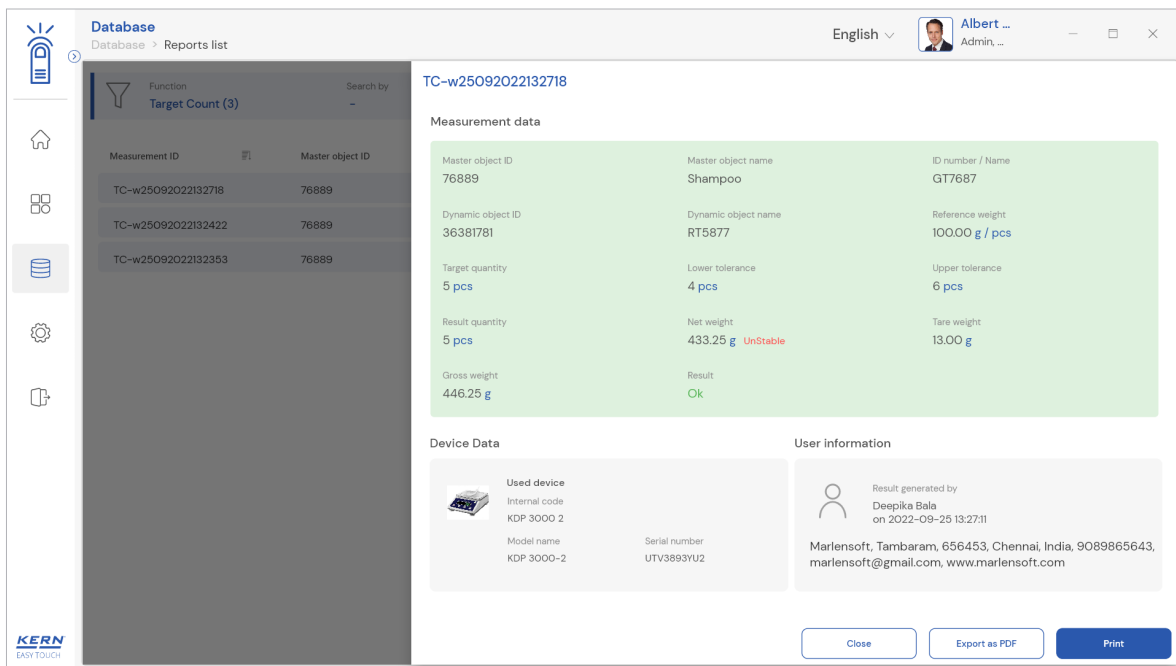 Database
Database > Reports list
English
Albert ...
Admin, ...
Function
Target Count (3)
Search by
-
Measurement ID
Master object ID
TC-w25092022132718
76889
TC-w25092022132422
76889
TC-w25092022132353
76889
TC-w25092022132718
Measurement data
Master object ID
Master object name
ID number / Name
76889
Shampoo
GT7687
Dynamic object ID
Dynamic object name
Reference weight
36381781
RT5877
100.00 g / pcs
Target quantity
Lower tolerance
Upper tolerance
5 pcs
4 pcs
6 pcs
Result quantity
Net weight
Tare weight
5 pcs
433.25 g UnStable
13.00 g
Gross weight
Result
446.25 g
Ok
Device Data
User information
Used device
Internal code
KDP 3000 2
Model name
Serial number
KDP 3000-2
UTV3893YU2
Result generated by
Deepika Bala
on 2022-09-25 13:27:11
Marlensoft, Tambaram, 656453, Chennai, India, 9089865643,
marlensoft@gmail.com, www.marlensoft.com
Close
Export as PDF
Print
KERN
EASY TOUCH